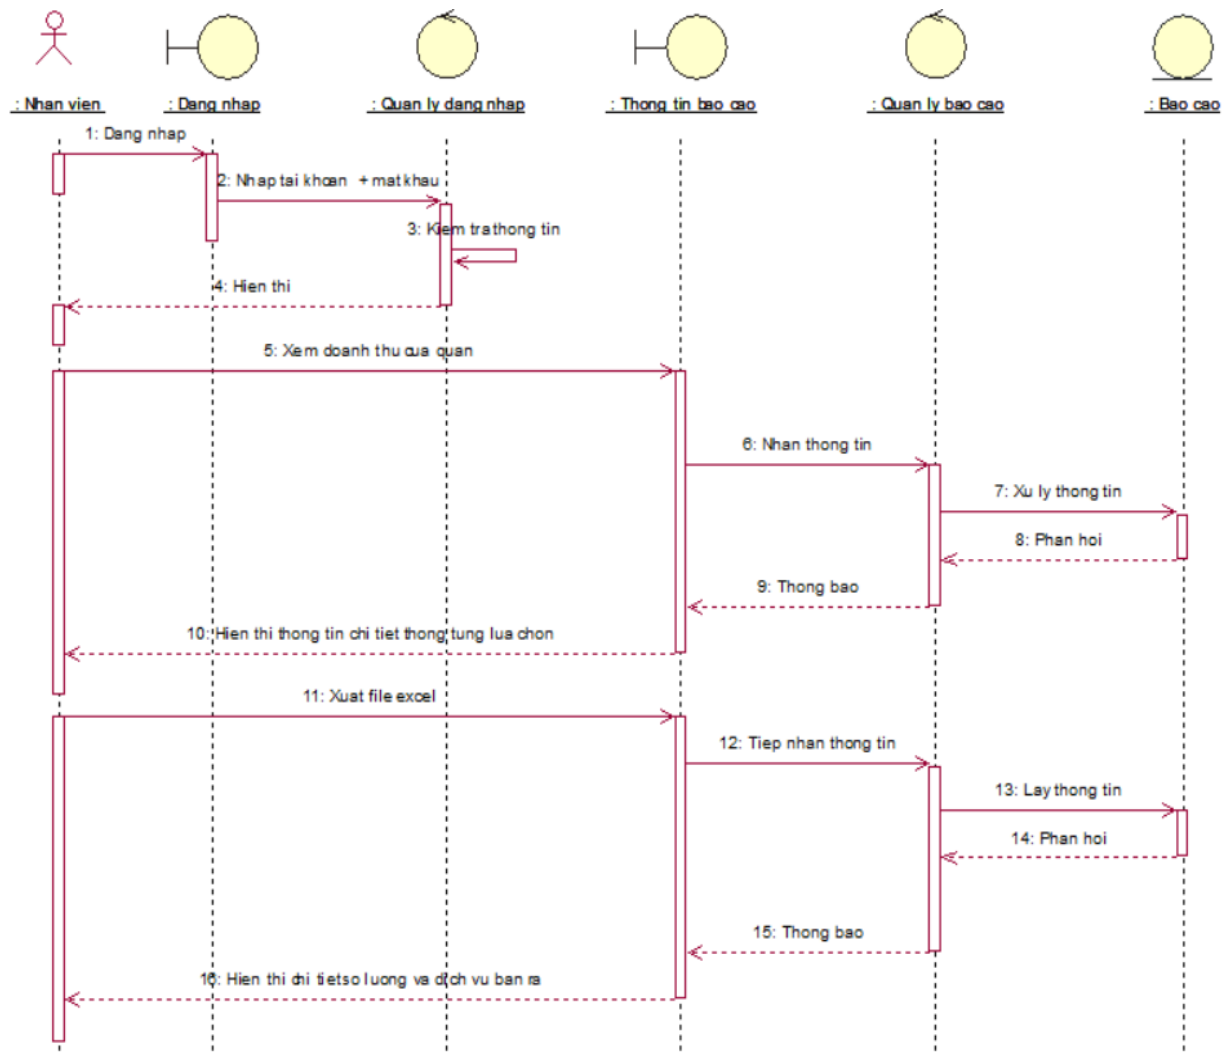 : Nhan vien
: Dang nhap
: Quan ly dang nhap
: Thong tin bao cao
: Quan ly bao cao
: Bao cao
1: Dang nhap
2: Nhap tai khoan + mat khau
3: Kiem tra thong tin
4: Hien thi
5: Xem doanh thu cua quan
6: Nhan thong tin
7: Xu ly thong tin
8: Phan hoi
9: Thong bao
10: Hien thi thong tin chi tiet thong tung lua chon
11: Xuat file excel
12: Tiep nhan thong tin
13: Lay thong tin
14: Phan hoi
15: Thong bao
16: Hien thi chi tiet so luong va dich vu ban ra